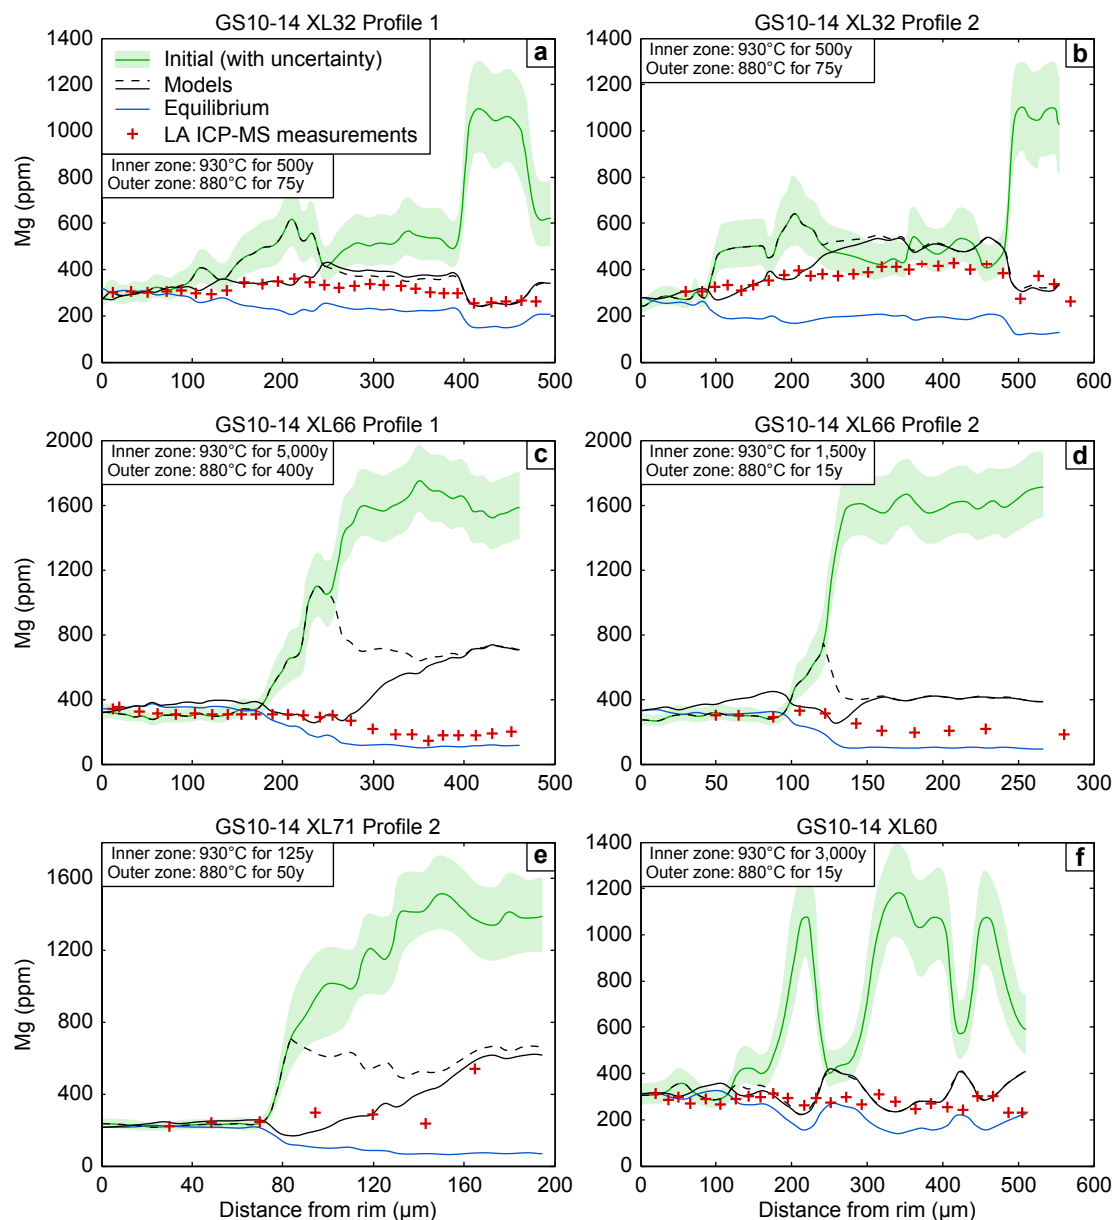 GS10-14 XL32 Profile 1
a
1400
1200
1000
800
600
400
200
0
Mg (ppm)
Initial (with uncertainty)
Models
Equilibrium
LA ICP-MS measurements
Inner zone: 930°C for 500y
Outer zone: 880°C for 75y
0 100 200 300 400 500
GS10-14 XL32 Profile 2
b
Inner zone: 930°C for 500y
Outer zone: 880°C for 75y
1400
1200
1000
800
600
400
200
0
0 100 200 300 400 500 600
GS10-14 XL66 Profile 1
c
Inner zone: 930°C for 5,000y
Outer zone: 880°C for 400y
2000
1600
1200
800
400
0
Mg (ppm)
0 100 200 300 400 500
GS10-14 XL66 Profile 2
d
Inner zone: 930°C for 1,500y
Outer zone: 880°C for 15y
2000
1600
1200
800
400
0
0 50 100 150 200 250 300
GS10-14 XL71 Profile 2
e
Inner zone: 930°C for 125y
Outer zone: 880°C for 50y
1600
1200
800
400
0
Mg (ppm)
0 40 80 120 160 200
Distance from rim (µm)
GS10-14 XL60
f
Inner zone: 930°C for 3,000y
Outer zone: 880°C for 15y
1400
1200
1000
800
600
400
200
0
0 100 200 300 400 500 600
Distance from rim (µm)